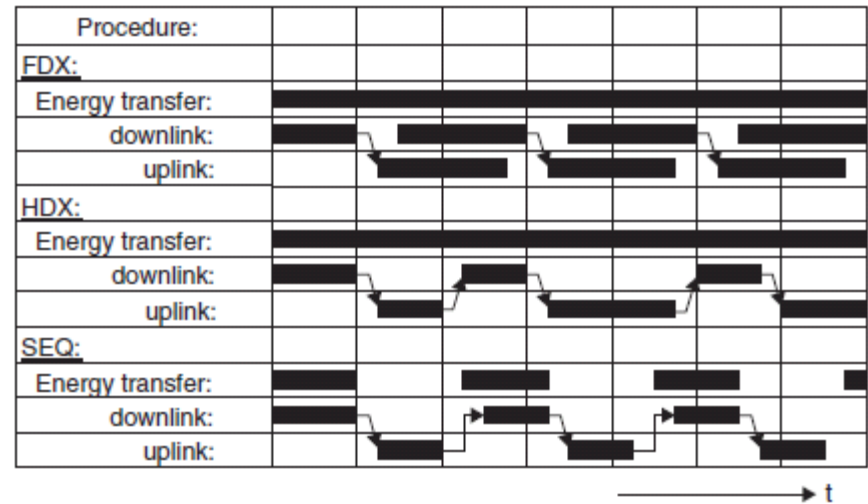 Procedure:
FDX:
Energy transfer:
downlink:
uplink:
HDX:
Energy transfer:
downlink:
uplink:
SEQ:
Energy transfer:
downlink:
uplink:
t